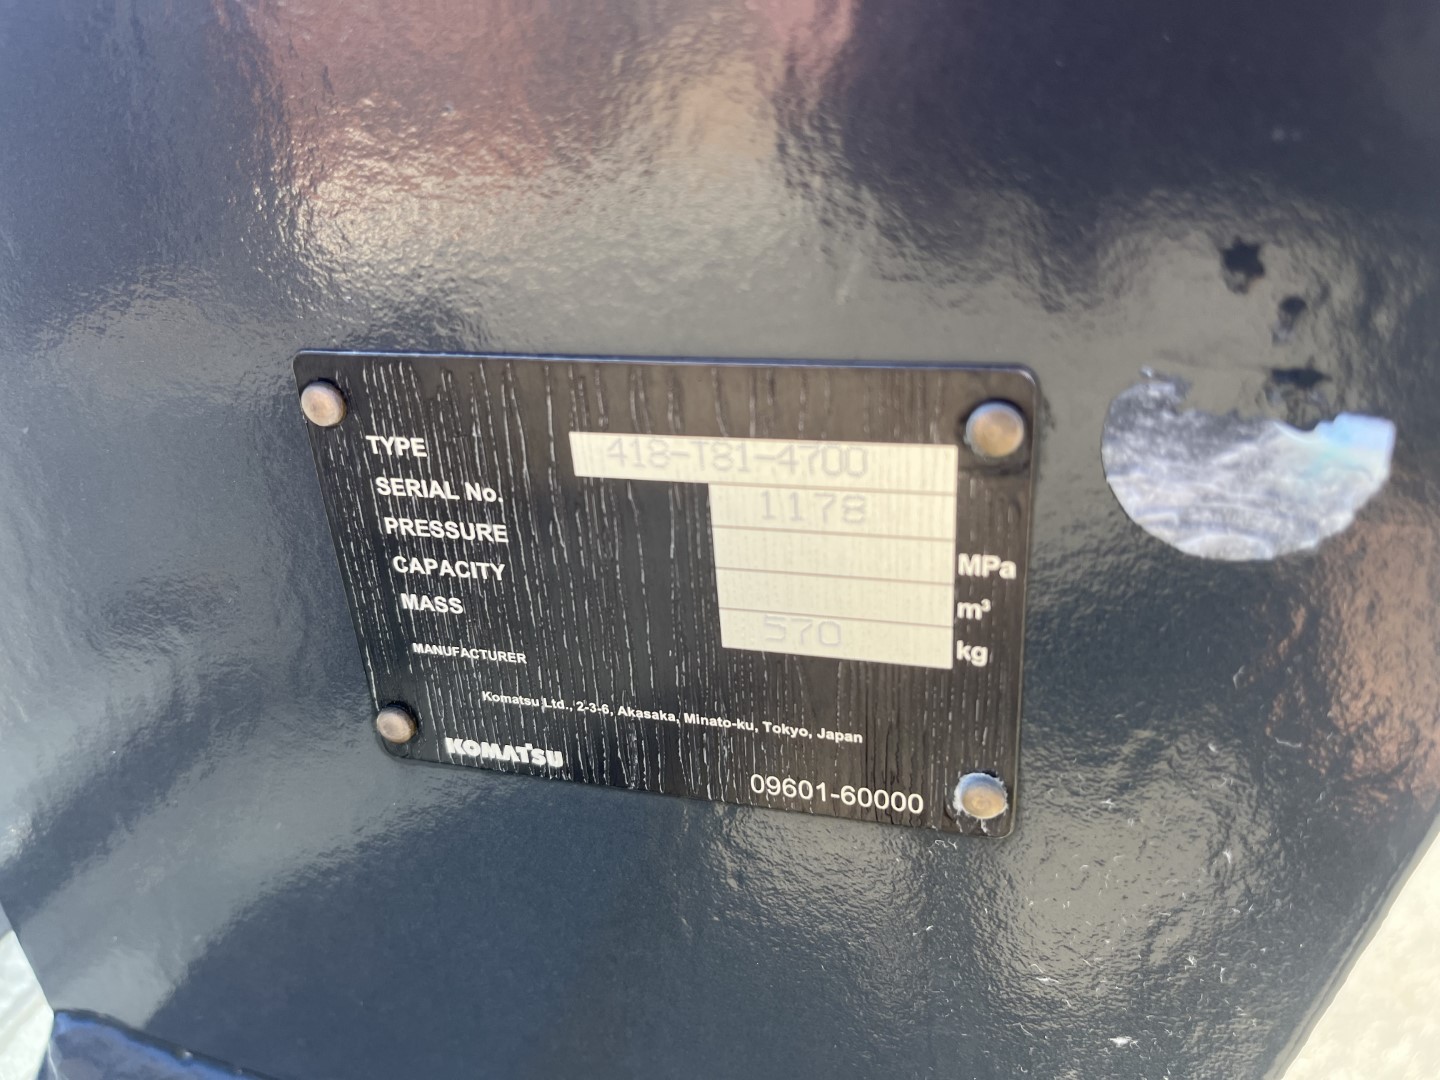 TYPE 418-T81-4700
SERIAL No. 1178
PRESSURE MPa
CAPACITY m³
MASS 570 kg
MANUFACTURER
Komatsu Ltd., 2-3-6, Akasaka, Minato-ku, Tokyo, Japan
KOMATSU
09601-60000